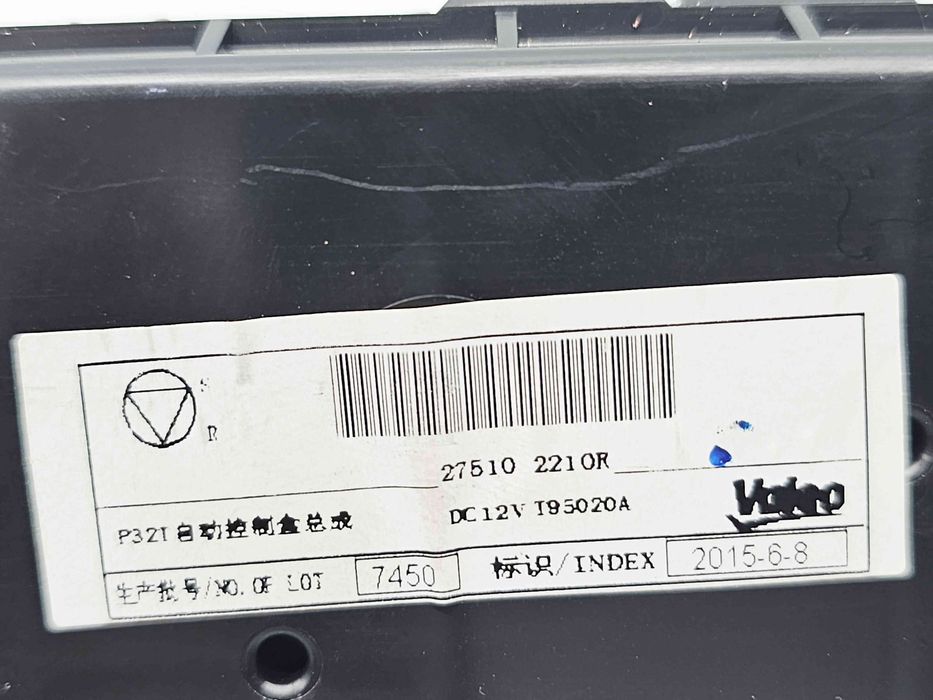 S
R
27510 2210R
P32T自动控制盒总成
DC12V T95020A
Valeo
生产批号/NO. OF LOT
7450
标识/INDEX
2015-6-8